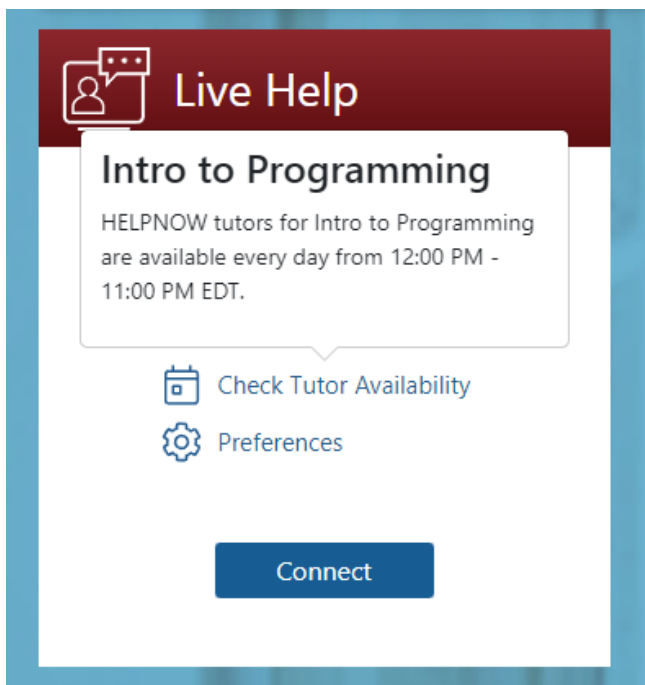 Live Help
Intro to Programming
HELPNOW tutors for Intro to Programming
are available every day from 12:00 PM -
11:00 PM EDT.
Check Tutor Availability
Preferences
Connect